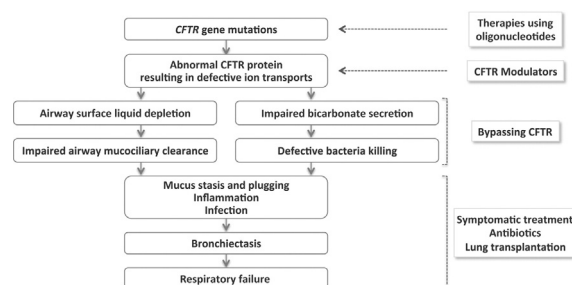 CFTR gene mutations
Therapies using
oligonucleotides
Abnormal CFTR protein
resulting in defective ion transports
CFTR Modulators
Airway surface liquid depletion
Impaired bicarbonate secretion
Bypassing CFTR
Impaired airway mucociliary clearance
Defective bacteria killing
Mucus stasis and plugging
Inflammation
Infection
Symptomatic treatment
Antibiotics
Lung transplantation
Bronchiectasis
Respiratory failure